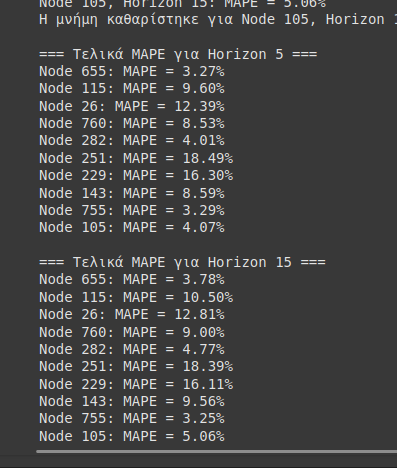 Node 105, Horizon 15: MAPE = 5.06%
Η μνήμη καθαρίστηκε για Node 105, Horizon
=== Τελικά MAPE για Horizon 5 ===
Node 655: MAPE = 3.27%
Node 115: MAPE = 9.60%
Node 26: MAPE = 12.39%
Node 760: MAPE = 8.53%
Node 282: MAPE = 4.01%
Node 251: MAPE = 18.49%
Node 229: MAPE = 16.30%
Node 143: MAPE = 8.59%
Node 755: MAPE = 3.29%
Node 105: MAPE = 4.07%
=== Τελικά MAPE για Horizon 15 ===
Node 655: MAPE = 3.78%
Node 115: MAPE = 10.50%
Node 26: MAPE = 12.81%
Node 760: MAPE = 9.00%
Node 282: MAPE = 4.77%
Node 251: MAPE = 18.39%
Node 229: MAPE = 16.11%
Node 143: MAPE = 9.56%
Node 755: MAPE = 3.25%
Node 105: MAPE = 5.06%